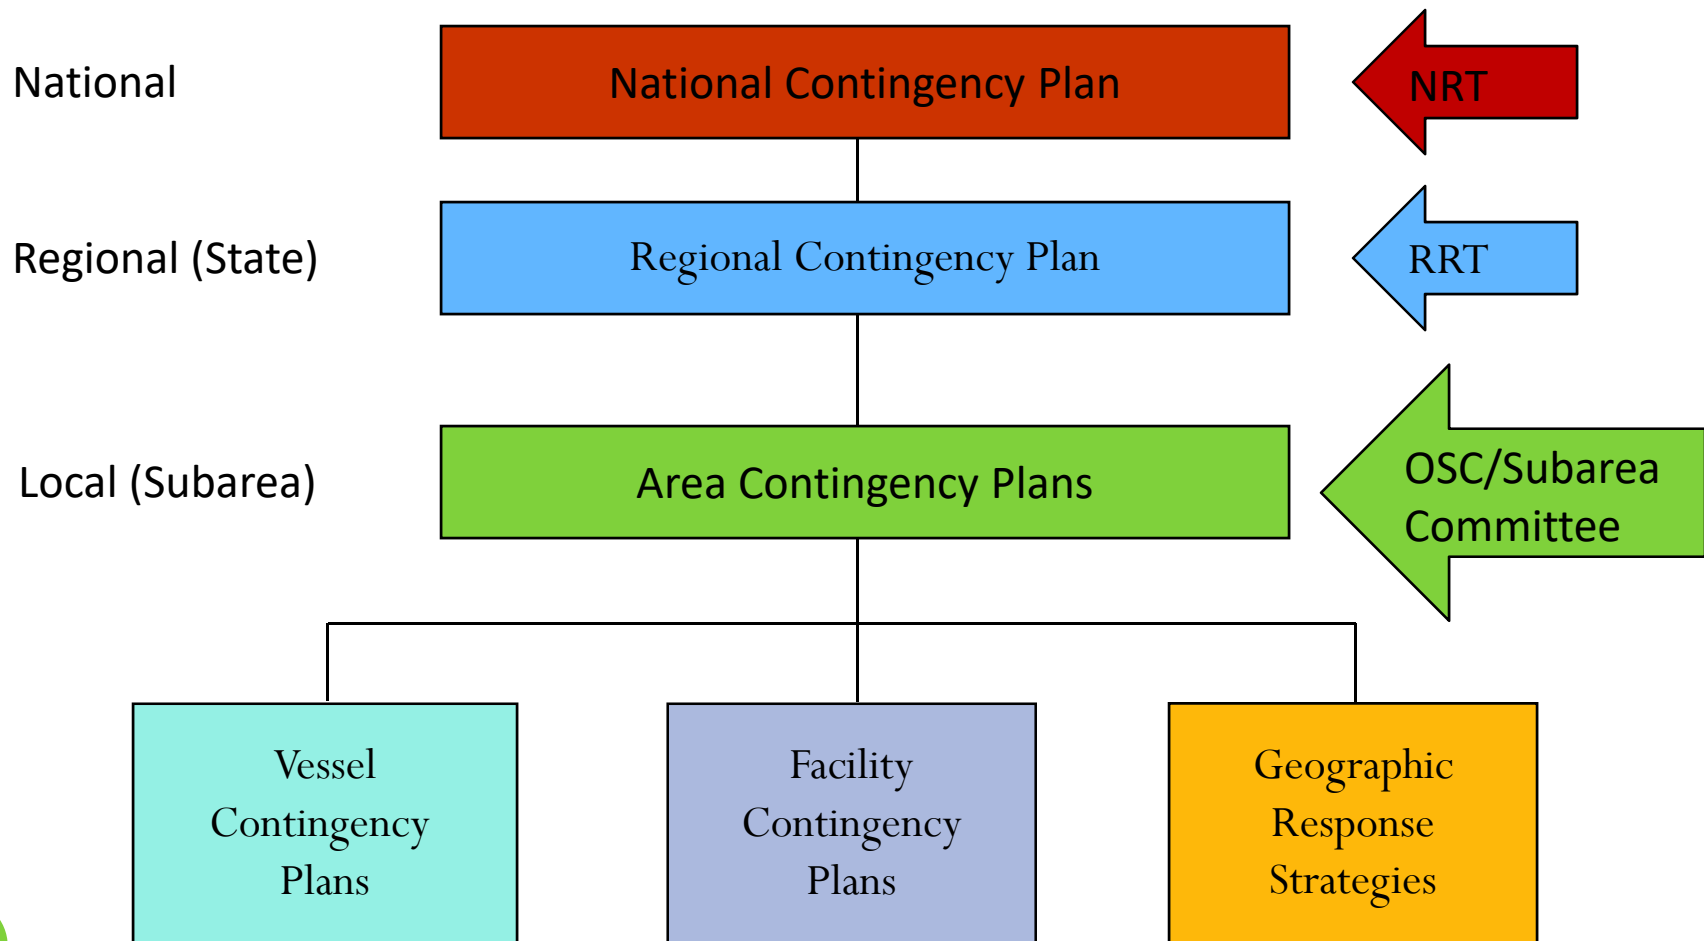 National
National Contingency Plan
NRT
Regional (State)
Regional Contingency Plan
RRT
Local (Subarea)
Area Contingency Plans
OSC/Subarea
Committee
Vessel
Contingency
Plans
Facility
Contingency
Plans
Geographic
Response
Strategies